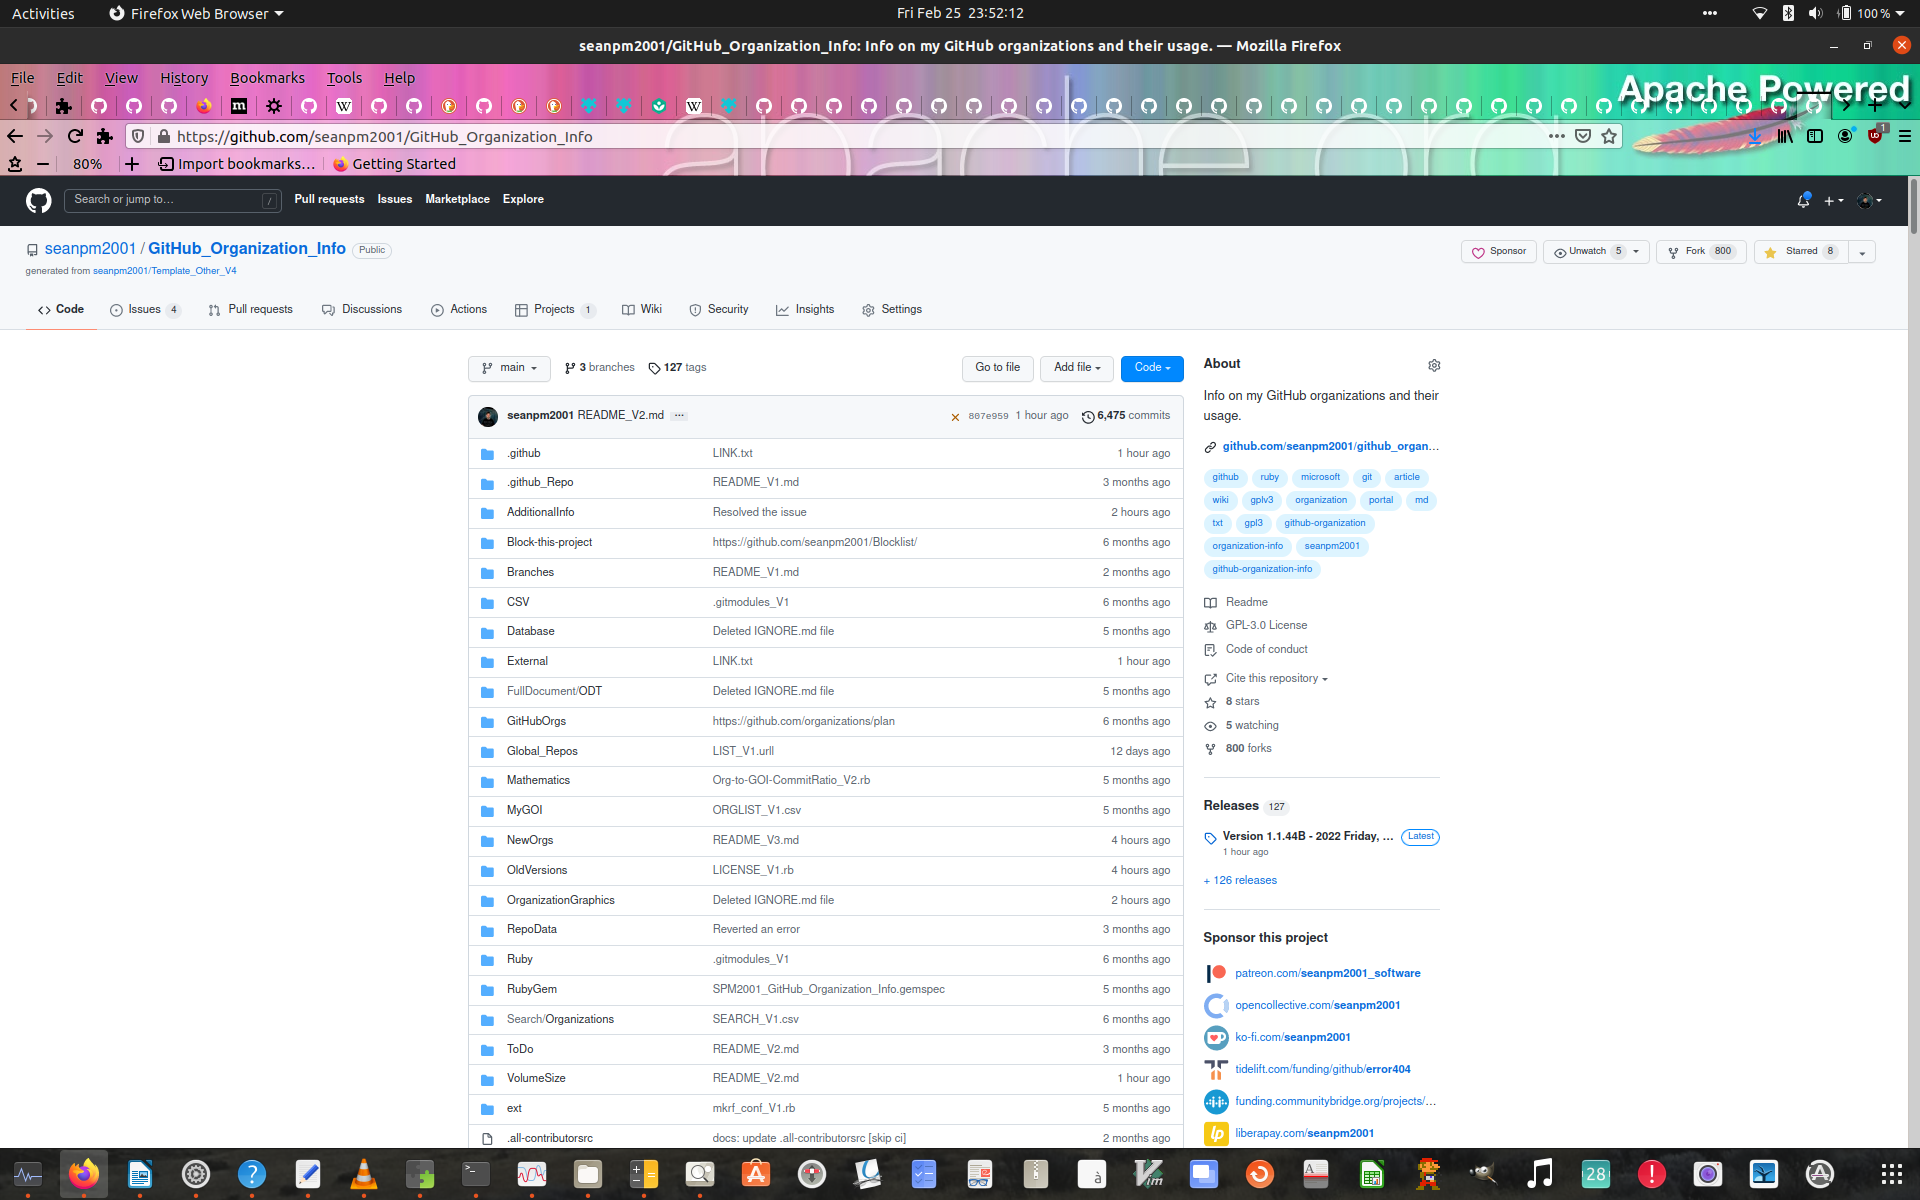 Activities Firefox Web Browser Fri Feb 25 23:52:12 100 %
seanpm2001/GitHub_Organization_Info: Info on my GitHub organizations and their usage. — Mozilla Firefox
File Edit View History Bookmarks Tools Help
Apache Powered
https://github.com/seanpm2001/GitHub_Organization_Info
80% Import bookmarks… Getting Started
Search or jump to… / Pull requests Issues Marketplace Explore
seanpm2001 / GitHub_Organization_Info Public
Sponsor Unwatch 5 Fork 800 Starred 8
generated from seanpm2001/Template_Other_V4
Code Issues 4 Pull requests Discussions Actions Projects 1 Wiki Security Insights Settings
main 3 branches 127 tags Go to file Add file Code
seanpm2001 README_V2.md ... 807e959 1 hour ago 6,475 commits
.github LINK.txt 1 hour ago
.github_Repo README_V1.md 3 months ago
AdditionalInfo Resolved the issue 2 hours ago
Block-this-project https://github.com/seanpm2001/Blocklist/ 6 months ago
Branches README_V1.md 2 months ago
CSV .gitmodules_V1 6 months ago
Database Deleted IGNORE.md file 5 months ago
External LINK.txt 1 hour ago
FullDocument/ODT Deleted IGNORE.md file 5 months ago
GitHubOrgs https://github.com/organizations/plan 6 months ago
Global_Repos LIST_V1.urll 12 days ago
Mathematics Org-to-GOI-CommitRatio_V2.rb 5 months ago
MyGOI ORGLIST_V1.csv 5 months ago
NewOrgs README_V3.md 4 hours ago
OldVersions LICENSE_V1.rb 4 hours ago
OrganizationGraphics Deleted IGNORE.md file 2 hours ago
RepoData Reverted an error 3 months ago
Ruby .gitmodules_V1 6 months ago
RubyGem SPM2001_GitHub_Organization_Info.gemspec 5 months ago
Search/Organizations SEARCH_V1.csv 6 months ago
ToDo README_V2.md 3 months ago
VolumeSize README_V2.md 1 hour ago
ext mkrf_conf_V1.rb 5 months ago
.all-contributorsrc docs: update .all-contributorsrc [skip ci] 2 months ago
About
Info on my GitHub organizations and their
usage.
github.com/seanpm2001/github_organ…
github ruby microsoft git article
wiki gplv3 organization portal md
txt gpl3 github-organization
organization-info seanpm2001
github-organization-info
Readme
GPL-3.0 License
Code of conduct
Cite this repository
8 stars
5 watching
800 forks
Releases 127
Version 1.1.44B - 2022 Friday, … Latest
1 hour ago
+ 126 releases
Sponsor this project
patreon.com/seanpm2001_software
opencollective.com/seanpm2001
ko-fi.com/seanpm2001
tidelift.com/funding/github/error404
funding.communitybridge.org/projects/…
liberapay.com/seanpm2001
28